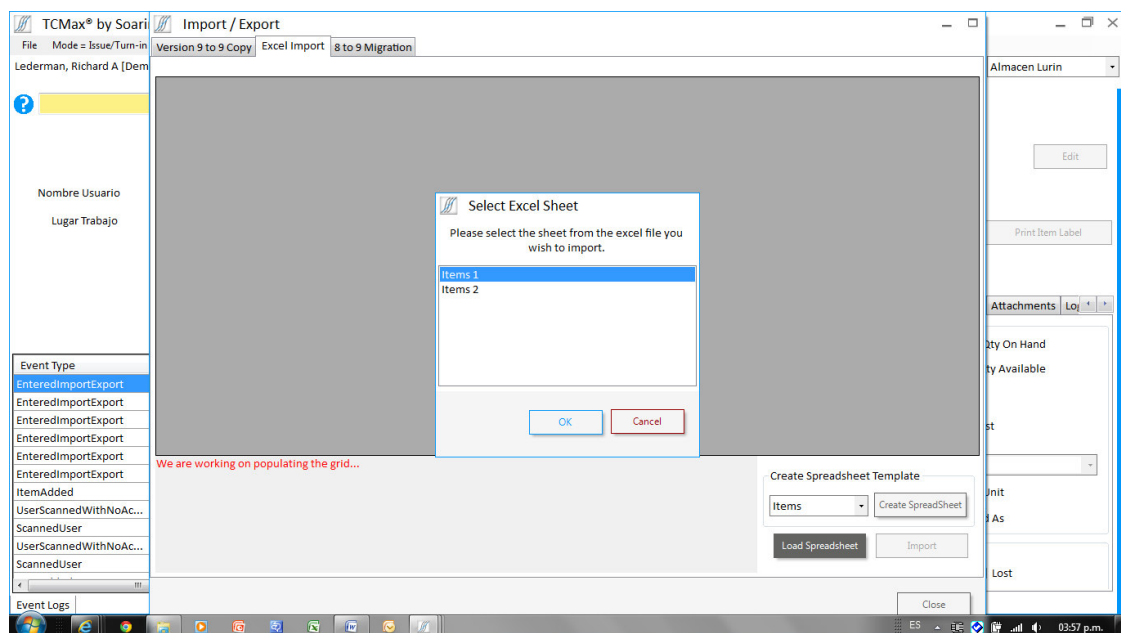 TCMax® by Soari
Import / Export
File Mode = Issue/Turn-in
Version 9 to 9 Copy Excel Import 8 to 9 Migration
Lederman, Richard A [Dem
Almacen Lurin
?
Edit
Nombre Usuario
Lugar Trabajo
Print Item Label
Select Excel Sheet
Please select the sheet from the excel file you
wish to import.
Items 1
Items 2
OK Cancel
Attachments
Qty On Hand
ty Available
st
Unit
d As
Lost
Event Type
EnteredImportExport
EnteredImportExport
EnteredImportExport
EnteredImportExport
EnteredImportExport
EnteredImportExport
ItemAdded
UserScannedWithNoAc...
ScannedUser
UserScannedWithNoAc...
ScannedUser
Event Logs
We are working on populating the grid...
Create Spreadsheet Template
Items Create SpreadSheet
Load Spreadsheet Import
Close
ES 03:57 p.m.